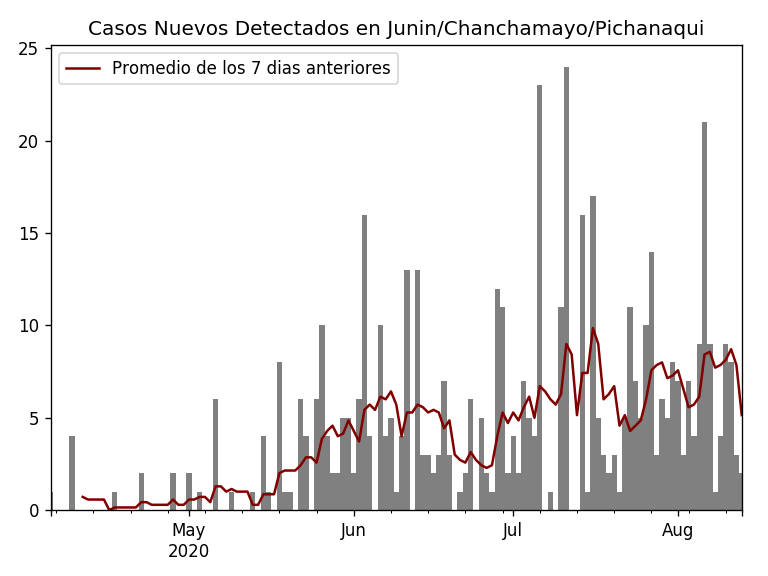 Casos Nuevos Detectados en Junin/Chanchamayo/Pichanaqui
Promedio de los 7 dias anteriores
25
20
15
10
5
0
May
2020
Jun
Jul
Aug